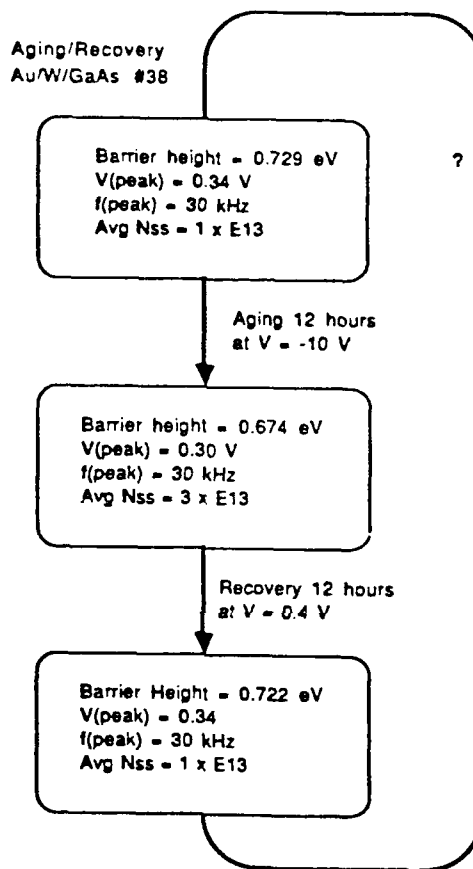 Aging/Recovery
Au/W/GaAs #38
Barrier height = 0.729 eV
V(peak) = 0.34 V
f(peak) = 30 kHz
Avg Nss = 1 x E13
?
Aging 12 hours
at V = -10 V
Barrier height = 0.674 eV
V(peak) = 0.30 V
f(peak) = 30 kHz
Avg Nss = 3 x E13
Recovery 12 hours
at V = 0.4 V
Barrier Height = 0.722 eV
V(peak) = 0.34
f(peak) = 30 kHz
Avg Nss = 1 x E13